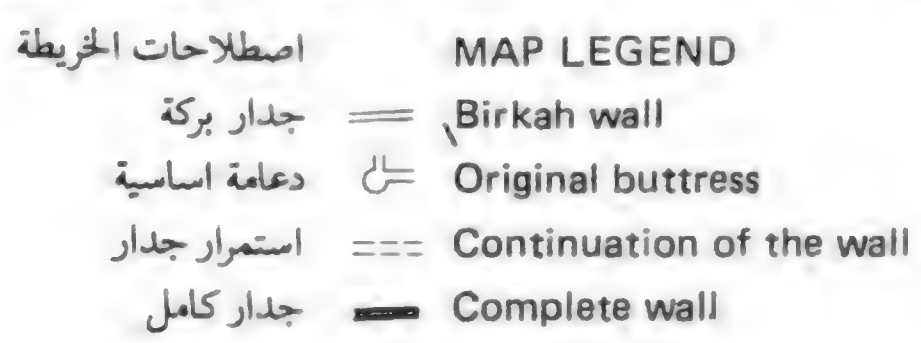 اصطلاحات الخريطة MAP LEGEND
جدار بركة Birkah wall
دعامة اساسية Original buttress
استمرار جدار Continuation of the wall
جدار كامل Complete wall